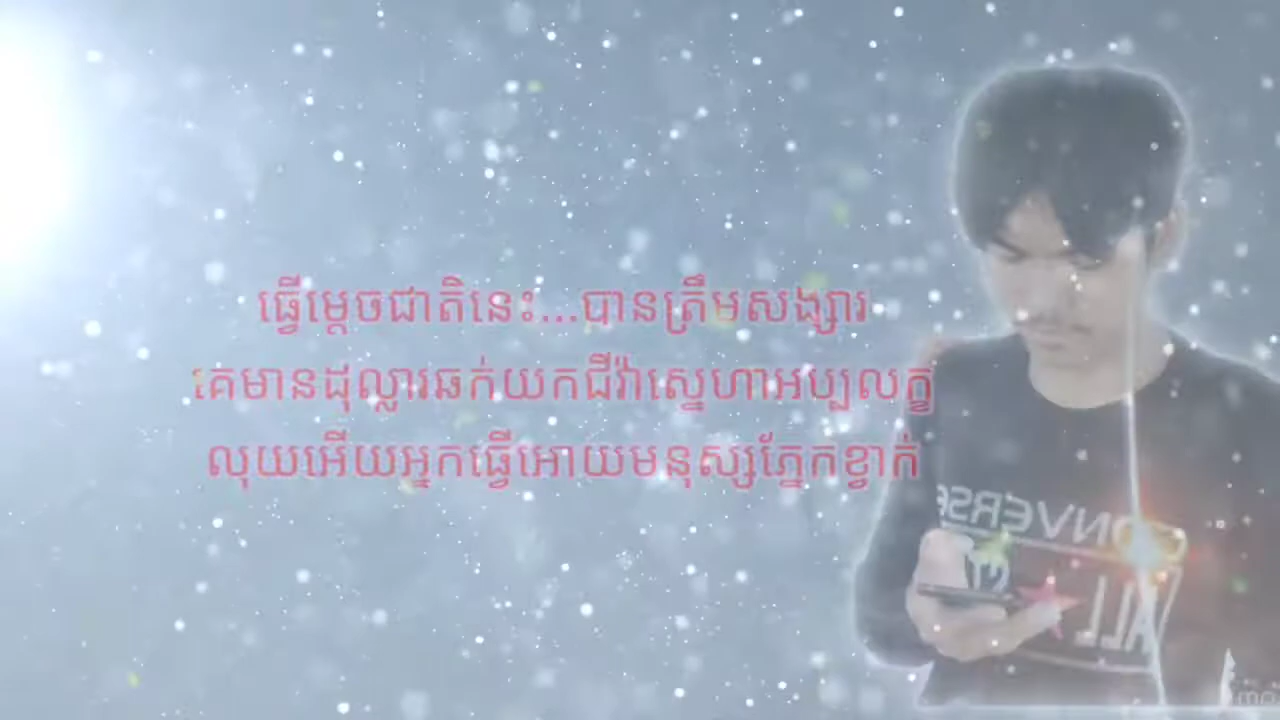 ធ្វើម្ដេចជាតិនេះ...បានត្រឹមសង្សារ
គេមានដុល្លារឆក់យកជីវ៉ាស្នេហាអប្បលក្ខ
លុយអើយអ្នកធ្វើអោយមនុស្សភ្នែកខ្វាក់
CONVERSE
ALL